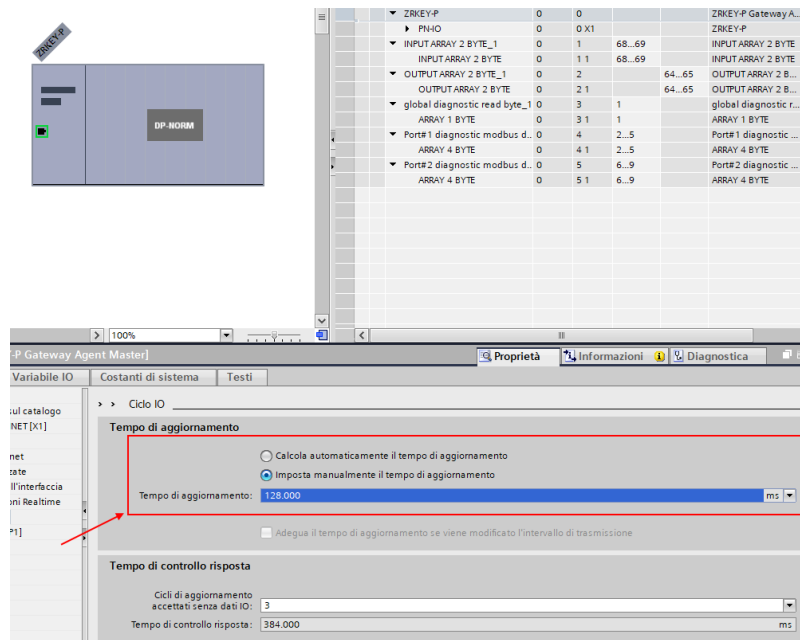 ZRKEY-P
DP-NORM
ZRKEY-P 0 0 ZRKEY-P Gateway A...
PN-IO 0 0 X1 ZRKEY-P
INPUT ARRAY 2 BYTE_1 0 1 68...69 INPUT ARRAY 2 BYTE
INPUT ARRAY 2 BYTE 0 1 1 68...69 INPUT ARRAY 2 BYTE
OUTPUT ARRAY 2 BYTE_1 0 2 64...65 OUTPUT ARRAY 2 B...
OUTPUT ARRAY 2 BYTE 0 2 1 64...65 OUTPUT ARRAY 2 B...
global diagnostic read byte_1 0 3 1 global diagnostic r...
ARRAY 1 BYTE 0 3 1 1 ARRAY 1 BYTE
Port#1 diagnostic modbus d... 0 4 2...5 Port#1 diagnostic ...
ARRAY 4 BYTE 0 4 1 2...5 ARRAY 4 BYTE
Port#2 diagnostic modbus d... 0 5 6...9 Port#2 diagnostic ...
ARRAY 4 BYTE 0 5 1 6...9 ARRAY 4 BYTE
100%
-P Gateway Agent Master]
Proprietà Informazioni Diagnostica
Variabile IO Costanti di sistema Testi
sul catalogo
NET [X1]
net
zate
ll'interfaccia
oni Realtime
P1]
> > Ciclo IO
Tempo di aggiornamento
Calcola automaticamente il tempo di aggiornamento
Imposta manualmente il tempo di aggiornamento
Tempo di aggiornamento: 128.000 ms
Adegua il tempo di aggiornamento se viene modificato l'intervallo di trasmissione
Tempo di controllo risposta
Cicli di aggiornamento
accettati senza dati IO: 3
Tempo di controllo risposta: 384.000 ms